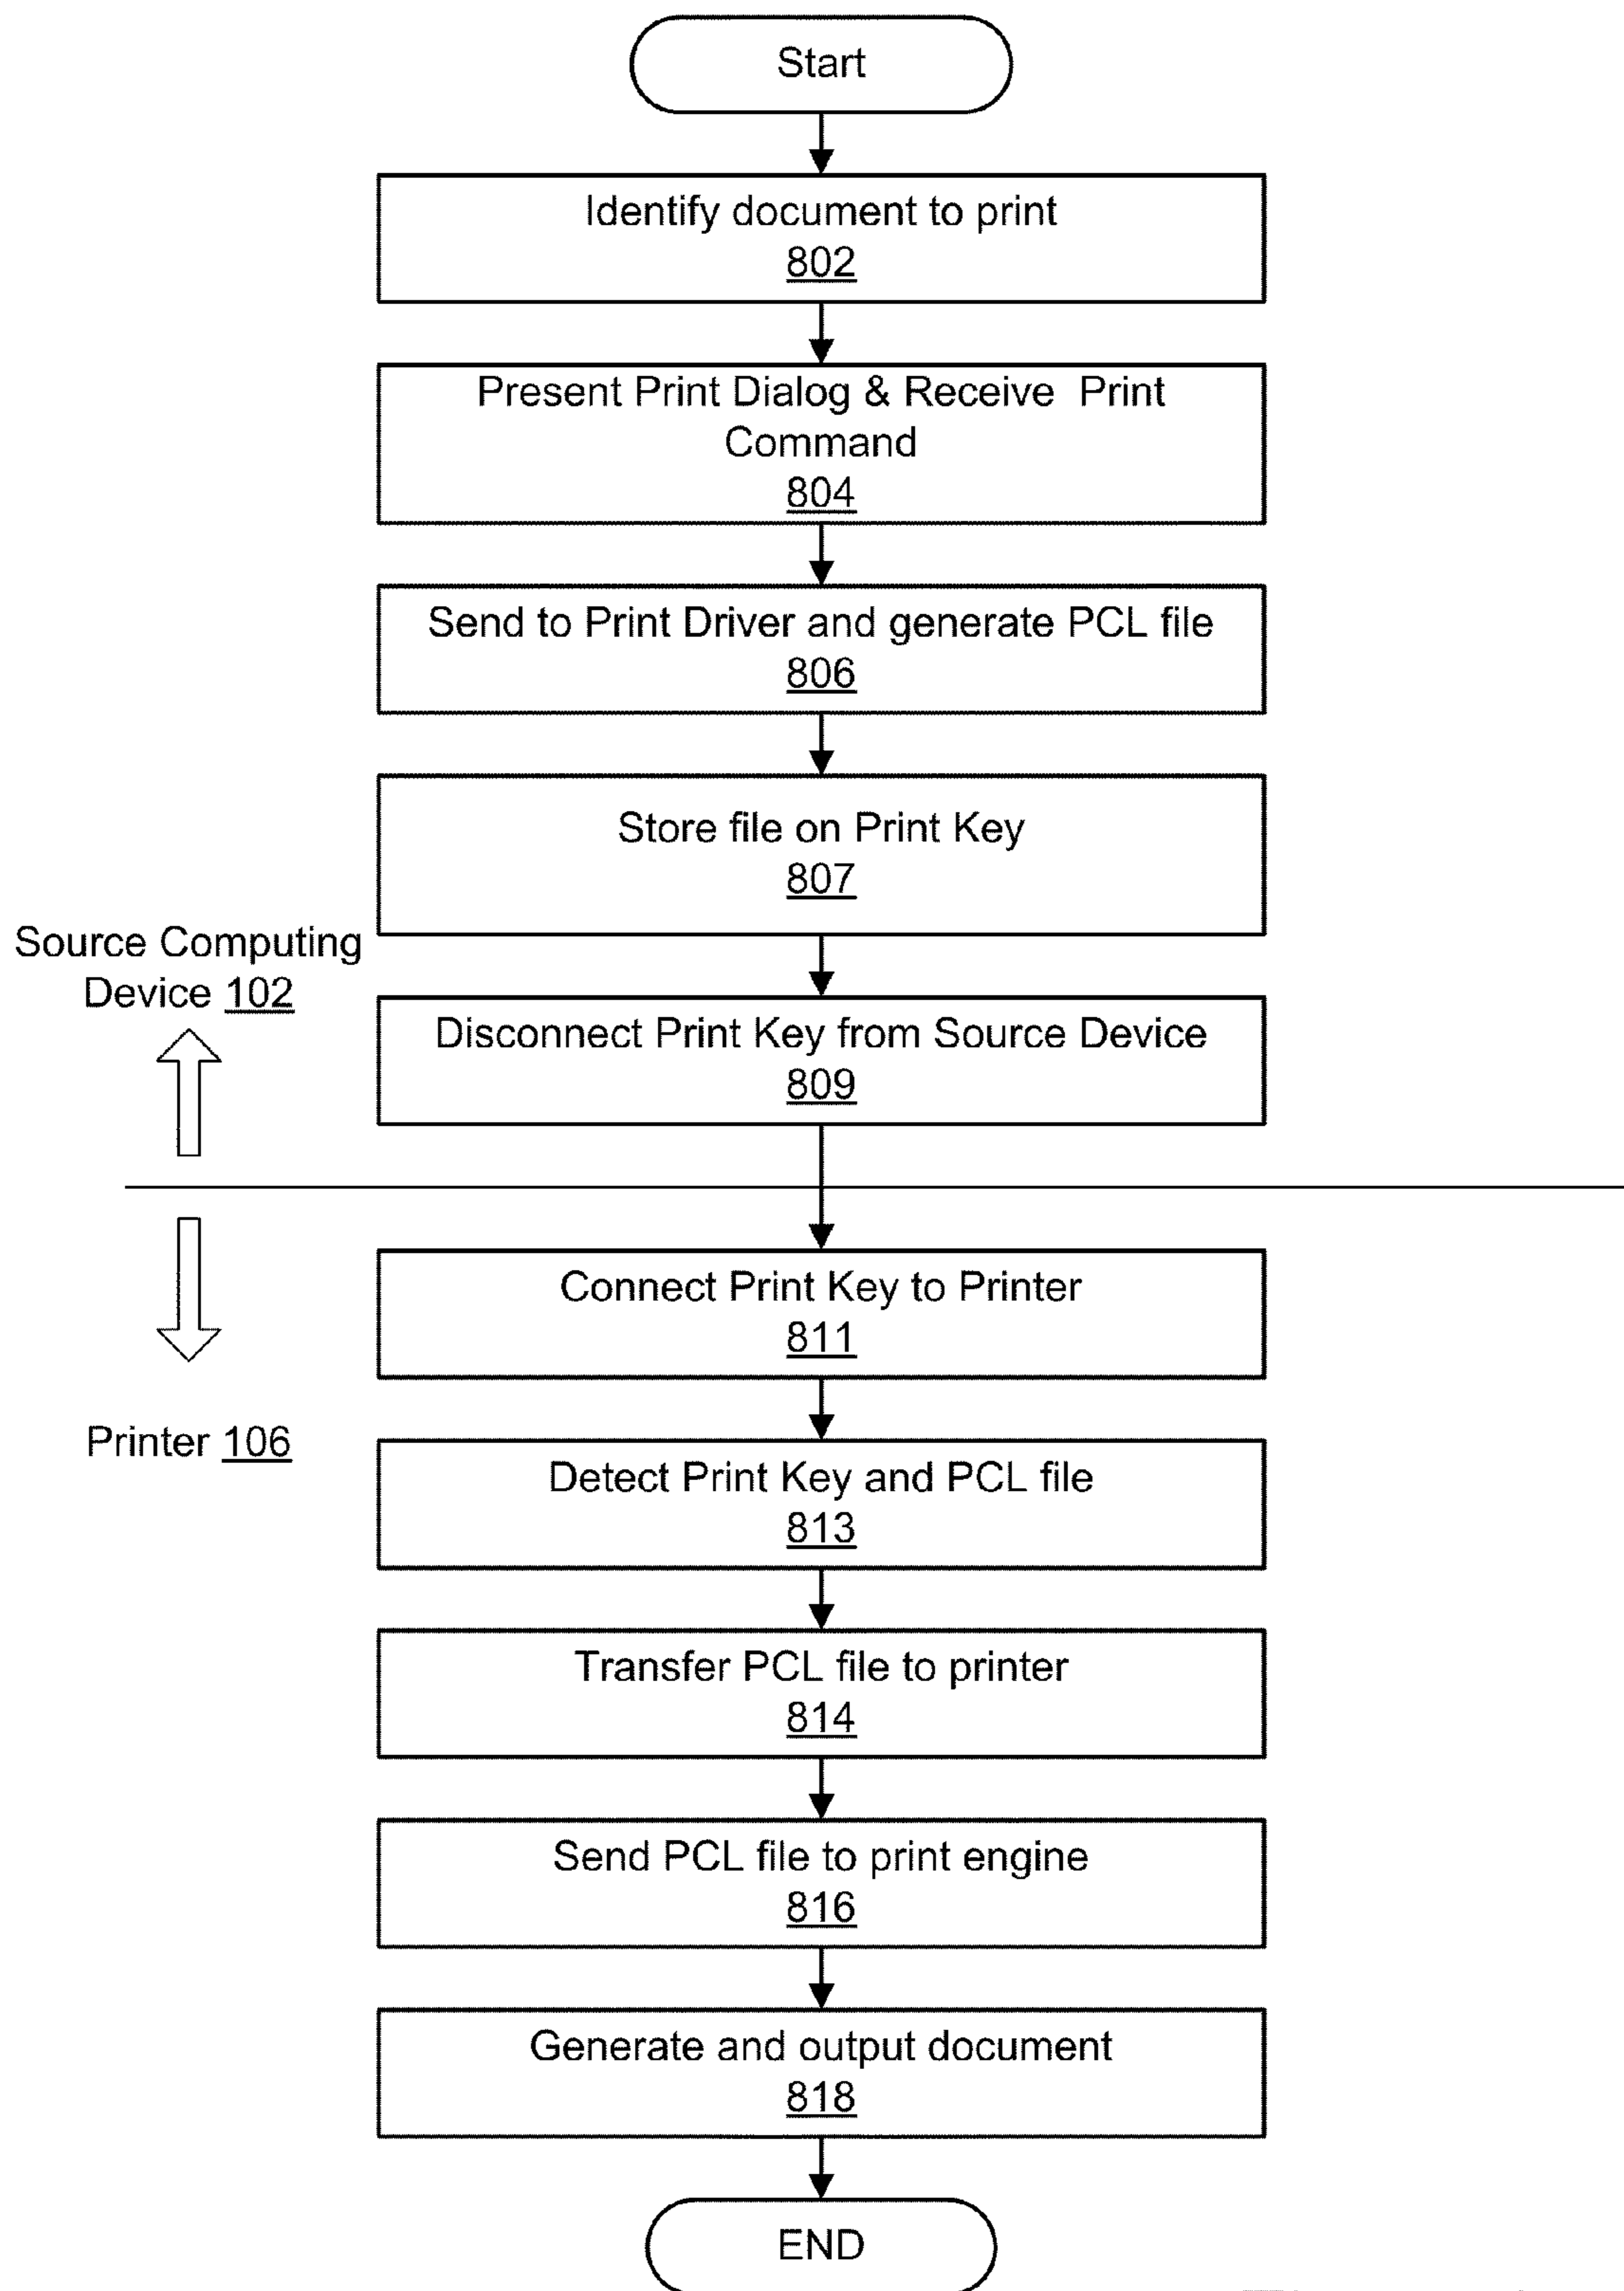 Start
Identify document to print
802
Present Print Dialog & Receive Print
Command
804
Send to Print Driver and generate PCL file
806
Store file on Print Key
807
Source Computing
Device 102
Disconnect Print Key from Source Device
809
Connect Print Key to Printer
811
Printer 106
Detect Print Key and PCL file
813
Transfer PCL file to printer
814
Send PCL file to print engine
816
Generate and output document
818
END